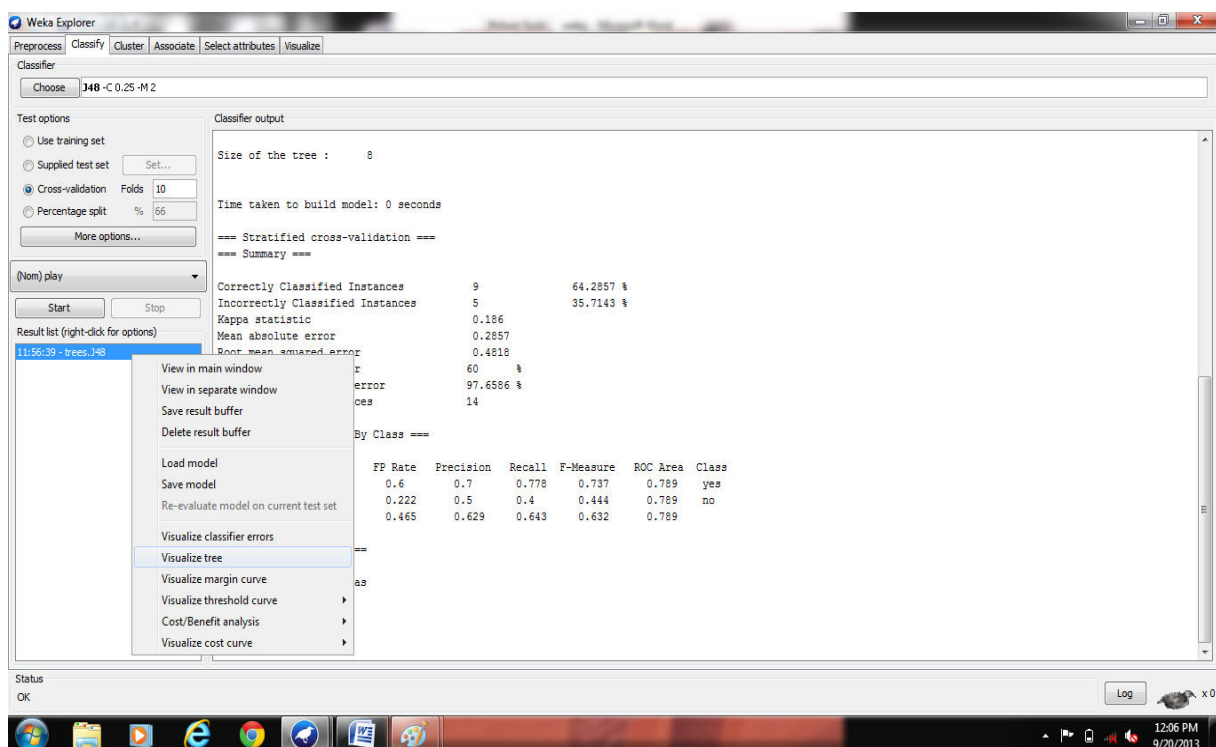 Weka Explorer
Preprocess Classify Cluster Associate Select attributes Visualize
Classifier
Choose J48 -C 0.25 -M 2
Test options
Use training set
Supplied test set Set...
Cross-validation Folds 10
Percentage split % 66
More options...
(Nom) play
Start Stop
Result list (right-click for options)
11:56:39 - trees.J48
View in main window
View in separate window
Save result buffer
Delete result buffer
Load model
Save model
Re-evaluate model on current test set
Visualize classifier errors
Visualize tree
Visualize margin curve
Visualize threshold curve
Cost/Benefit analysis
Visualize cost curve
Classifier output
Size of the tree : 8
Time taken to build model: 0 seconds
=== Stratified cross-validation ===
=== Summary ===
Correctly Classified Instances 9 64.2857 %
Incorrectly Classified Instances 5 35.7143 %
Kappa statistic 0.186
Mean absolute error 0.2857
Root mean squared error 0.4818
r 60 %
error 97.6586 %
ces 14
By Class ===
FP Rate Precision Recall F-Measure ROC Area Class
0.6 0.7 0.778 0.737 0.789 yes
0.222 0.5 0.4 0.444 0.789 no
0.465 0.629 0.643 0.632 0.789
==
as
Status
OK
Log x 0
12:06 PM
9/20/2013